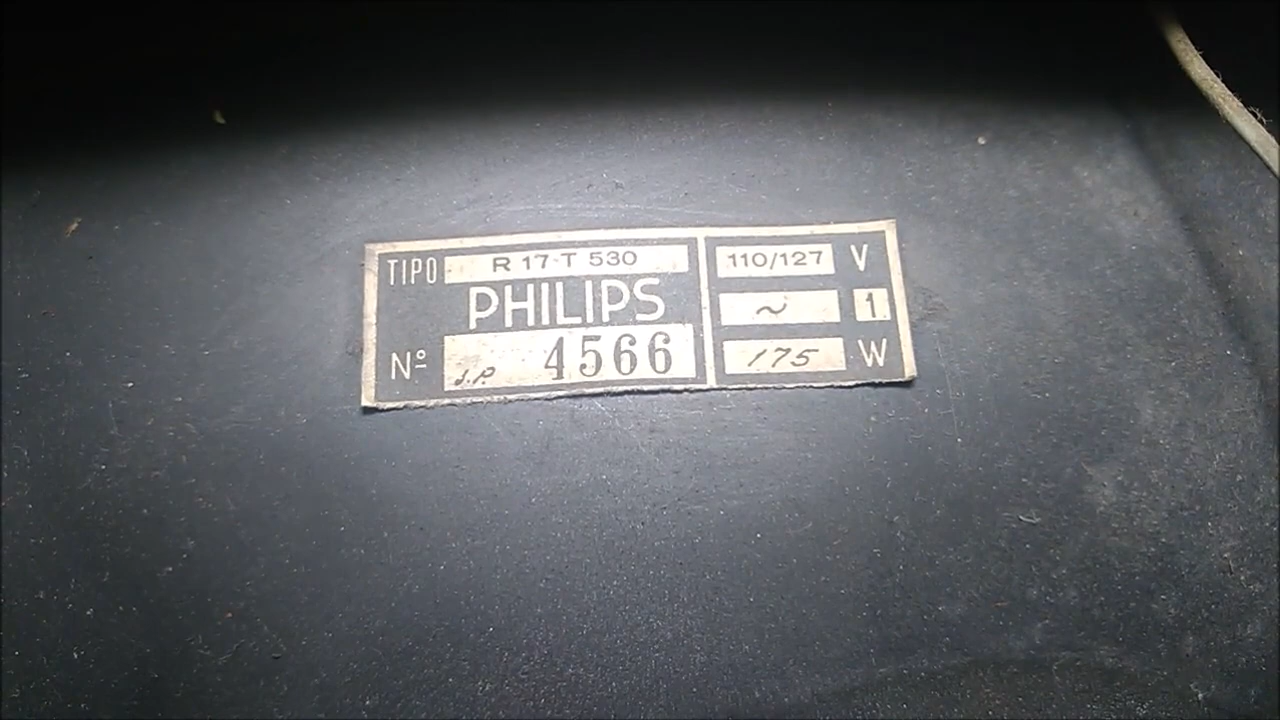 TIPO R 17-T 530
PHILIPS
Nº J.P. 4566
110/127 V
~ 1
175 W